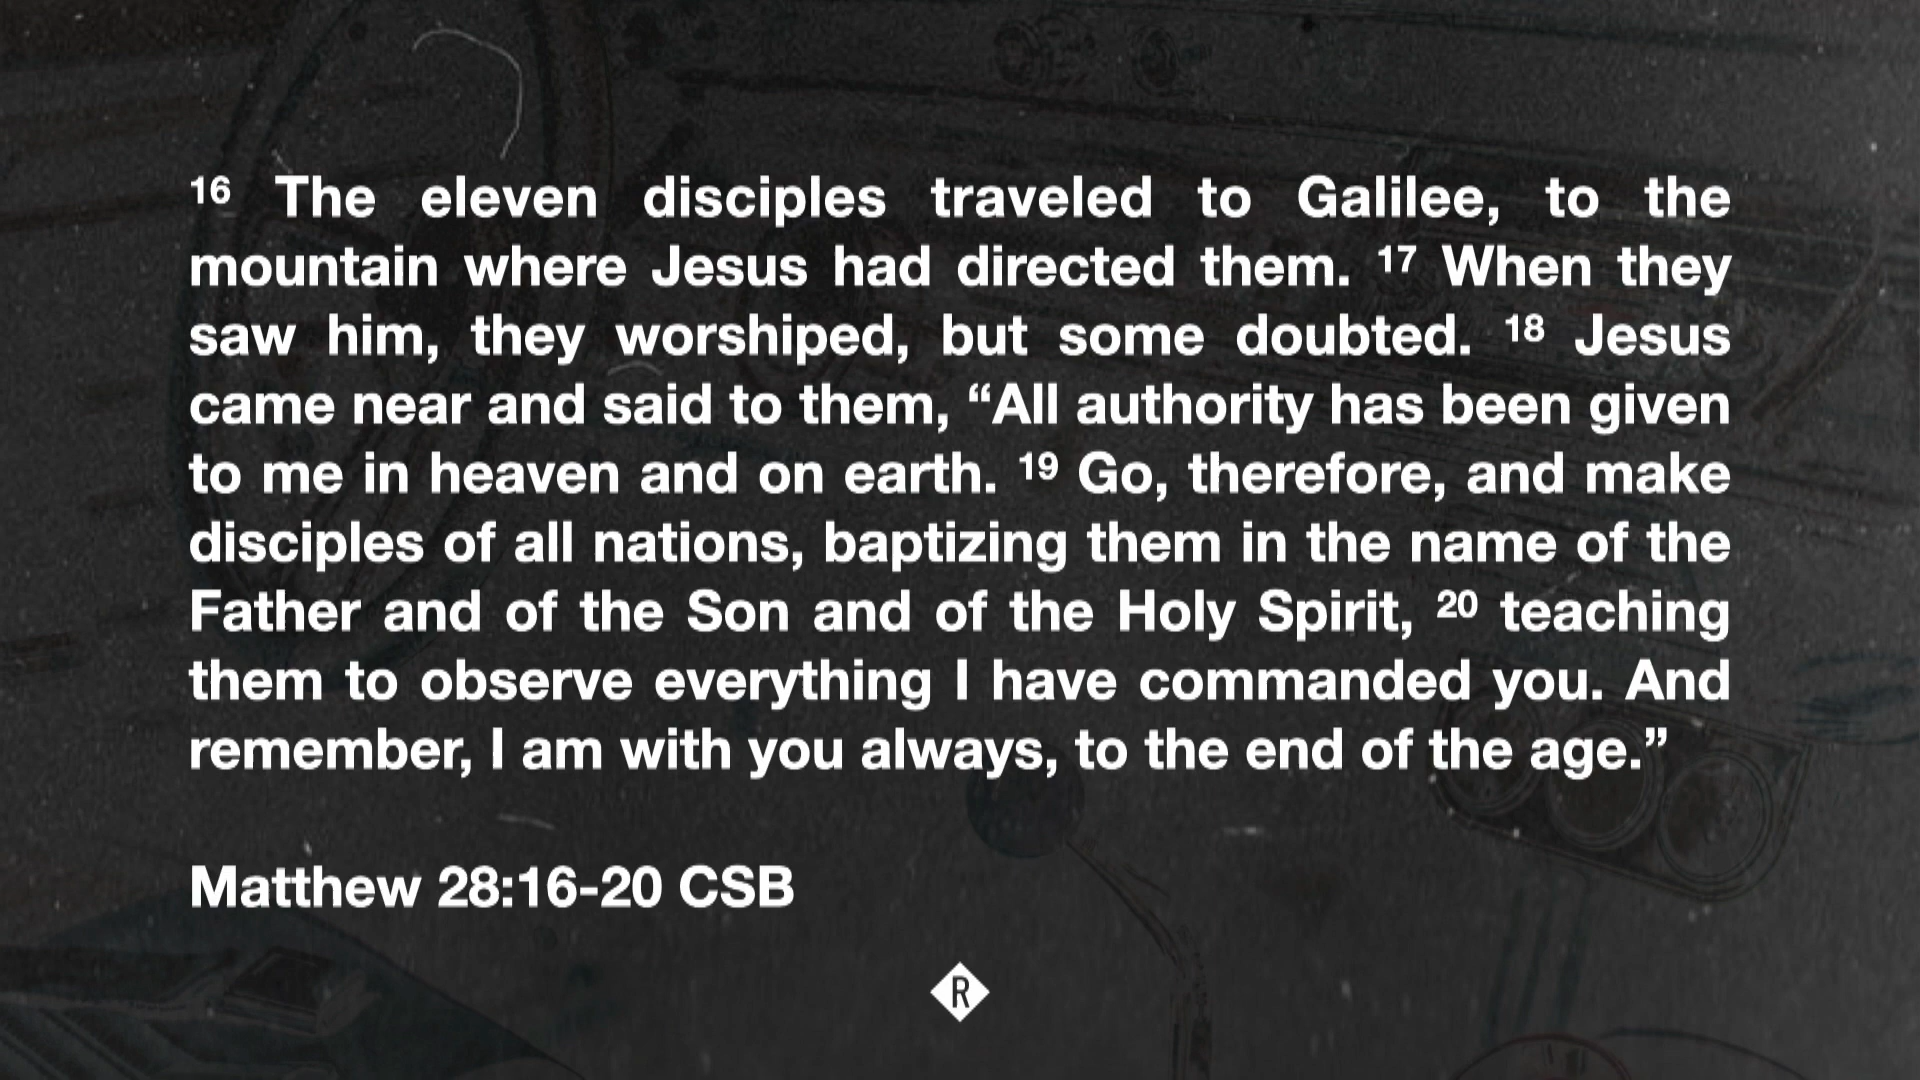 16 The eleven disciples traveled to Galilee, to the
mountain where Jesus had directed them. 17 When they
saw him, they worshiped, but some doubted. 18 Jesus
came near and said to them, “All authority has been given
to me in heaven and on earth. 19 Go, therefore, and make
disciples of all nations, baptizing them in the name of the
Father and of the Son and of the Holy Spirit, 20 teaching
them to observe everything I have commanded you. And
remember, I am with you always, to the end of the age.”
Matthew 28:16-20 CSB
R